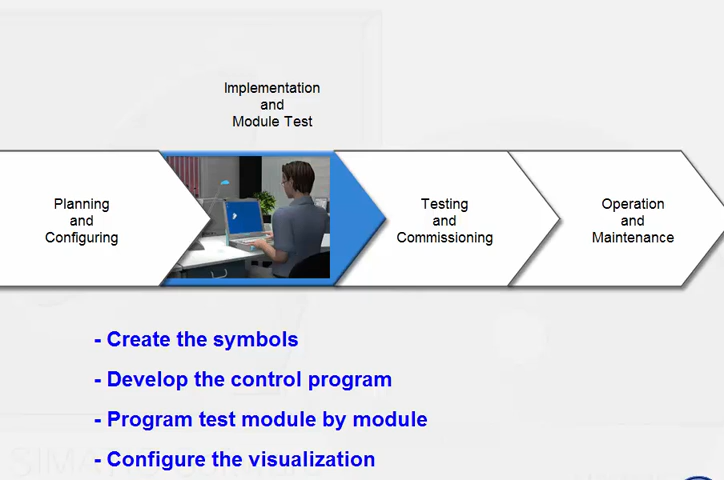 Implementation
and
Module Test
Planning
and
Configuring
Testing
and
Commissioning
Operation
and
Maintenance
- Create the symbols
- Develop the control program
- Program test module by module
- Configure the visualization